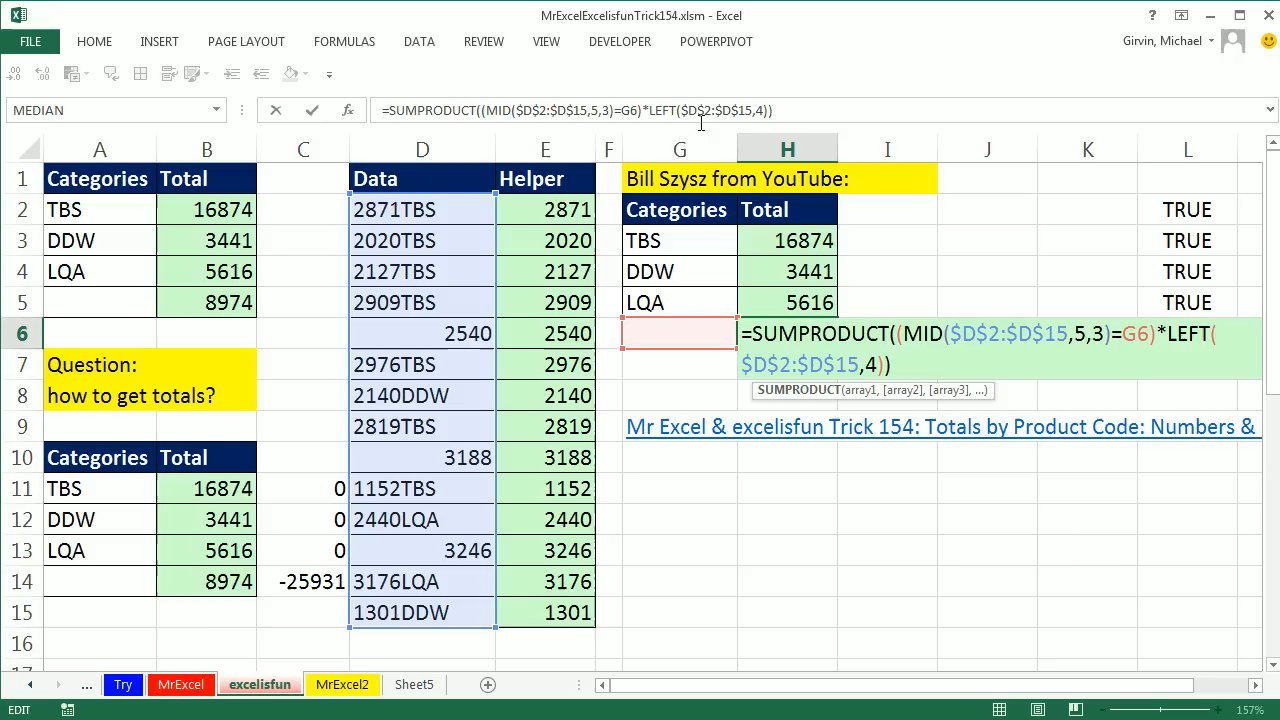 MrExcelExcelisfunTrick154.xlsm - Excel
FILE HOME INSERT PAGE LAYOUT FORMULAS DATA REVIEW VIEW DEVELOPER POWERPIVOT Girvin, Michael
MEDIAN =SUMPRODUCT((MID($D$2:$D$15,5,3)=G6)*LEFT($D$2:$D$15,4))
A B C D E F G H I J K L
1 Categories Total Data Helper Bill Szysz from YouTube:
2 TBS 16874 2871TBS 2871 Categories Total TRUE
3 DDW 3441 2020TBS 2020 TBS 16874 TRUE
4 LQA 5616 2127TBS 2127 DDW 3441 TRUE
5 8974 2909TBS 2909 LQA 5616 TRUE
6 2540 2540 =SUMPRODUCT((MID($D$2:$D$15,5,3)=G6)*LEFT(
7 Question: 2976TBS 2976 $D$2:$D$15,4))
8 how to get totals? 2140DDW 2140 SUMPRODUCT(array1, [array2], [array3], ...)
9 2819TBS 2819 Mr Excel & excelisfun Trick 154: Totals by Product Code: Numbers &
10 Categories Total 3188 3188
11 TBS 16874 0 1152TBS 1152
12 DDW 3441 0 2440LQA 2440
13 LQA 5616 0 3246 3246
14 8974 -25931 3176LQA 3176
15 1301DDW 1301
16
... Try MrExcel excelisfun MrExcel2 Sheet5
EDIT 157%